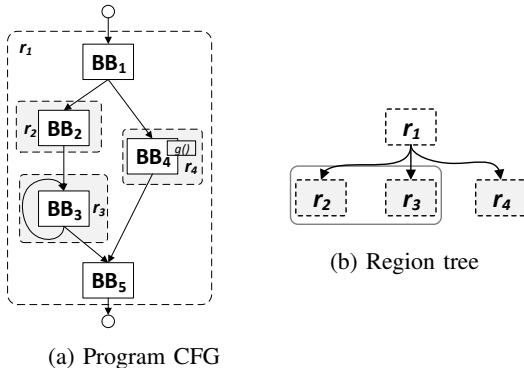 r1
BB1
r2
BB2
BB4
g()
r4
BB3
r3
BB5
(a) Program CFG
r1
r2 r3 r4
(b) Region tree